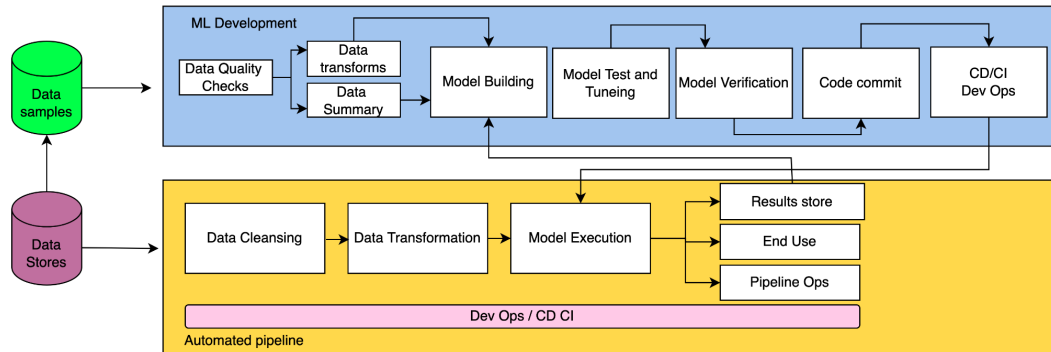 ML Development
Data
samples
Data Quality
Checks
Data
transforms
Data
Summary
Model Building
Model Test and
Tuneing
Model Verification
Code commit
CD/CI
Dev Ops
Data
Stores
Data Cleansing
Data Transformation
Model Execution
Results store
End Use
Pipeline Ops
Dev Ops / CD CI
Automated pipeline